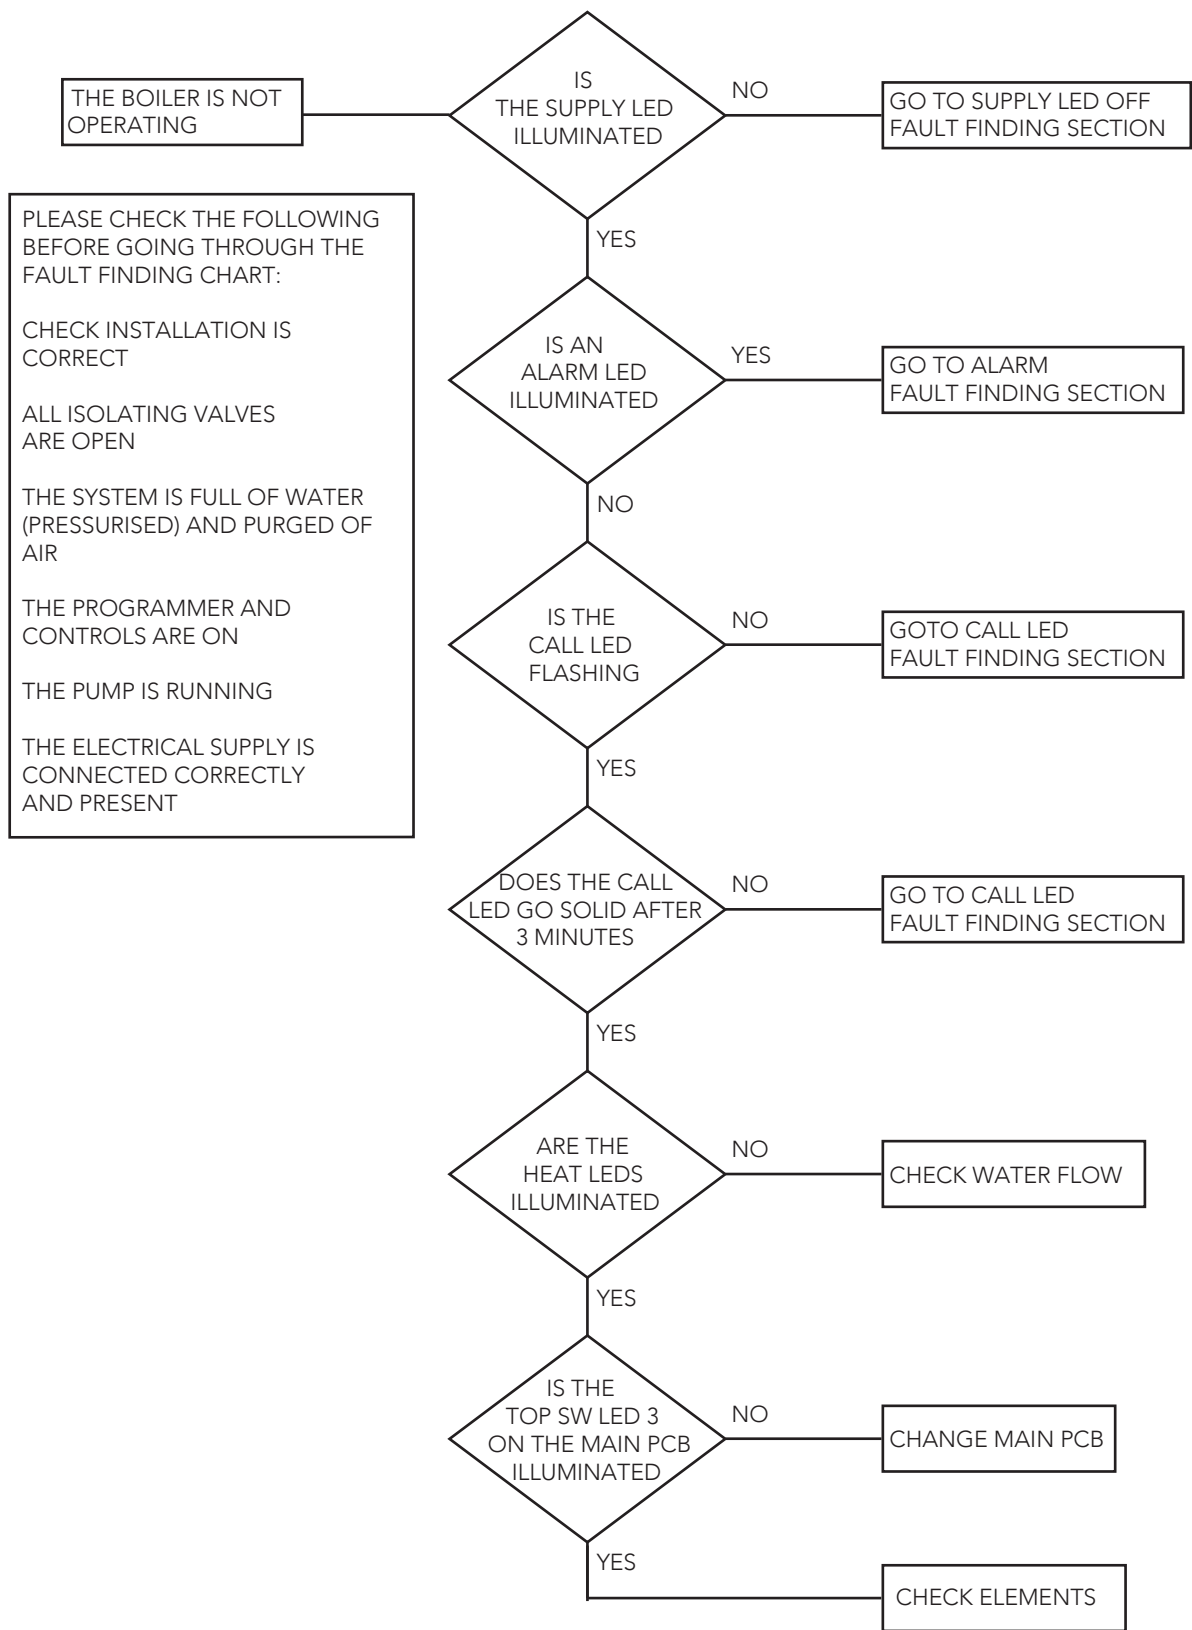 THE BOILER IS NOT
OPERATING
IS
THE SUPPLY LED
ILLUMINATED
NO
GO TO SUPPLY LED OFF
FAULT FINDING SECTION
YES
PLEASE CHECK THE FOLLOWING
BEFORE GOING THROUGH THE
FAULT FINDING CHART:
CHECK INSTALLATION IS
CORRECT
ALL ISOLATING VALVES
ARE OPEN
THE SYSTEM IS FULL OF WATER
(PRESSURISED) AND PURGED OF
AIR
THE PROGRAMMER AND
CONTROLS ARE ON
THE PUMP IS RUNNING
THE ELECTRICAL SUPPLY IS
CONNECTED CORRECTLY
AND PRESENT
IS AN
ALARM LED
ILLUMINATED
YES
GO TO ALARM
FAULT FINDING SECTION
NO
IS THE
CALL LED
FLASHING
NO
GOTO CALL LED
FAULT FINDING SECTION
YES
DOES THE CALL
LED GO SOLID AFTER
3 MINUTES
NO
GO TO CALL LED
FAULT FINDING SECTION
YES
ARE THE
HEAT LEDS
ILLUMINATED
NO
CHECK WATER FLOW
YES
IS THE
TOP SW LED 3
ON THE MAIN PCB
ILLUMINATED
NO
CHANGE MAIN PCB
YES
CHECK ELEMENTS